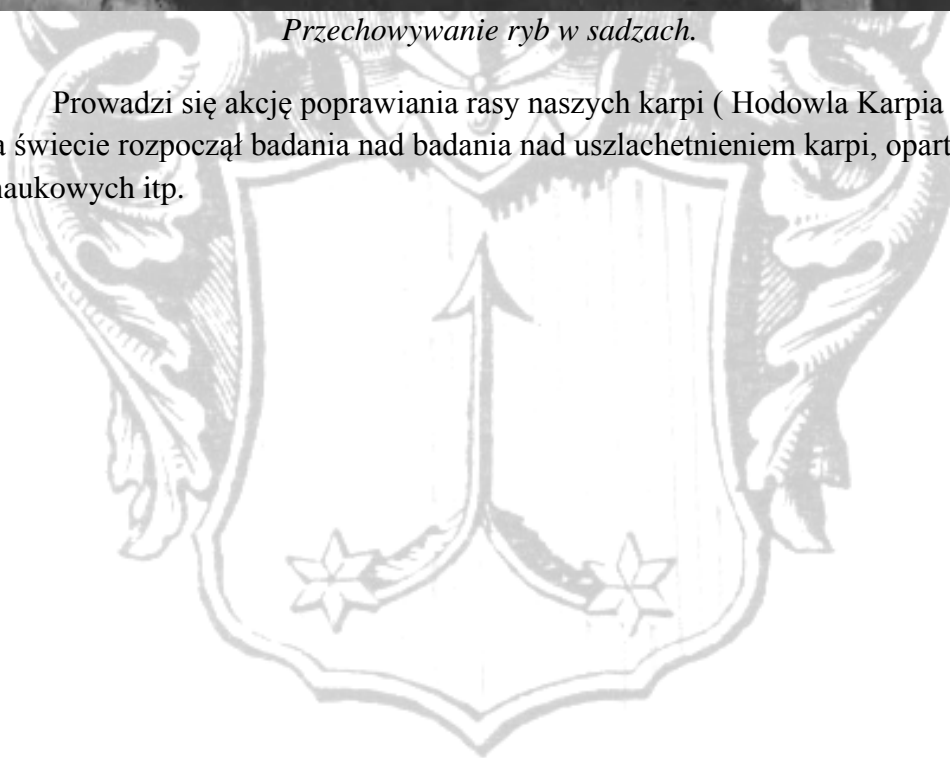 Przechowywanie ryb w sadzach.
Prowadzi się akcję poprawiania rasy naszych karpi ( Hodowla Karpia
świecie rozpoczął badania nad badania nad uszlachetnieniem karpi, opart
naukowych itp.